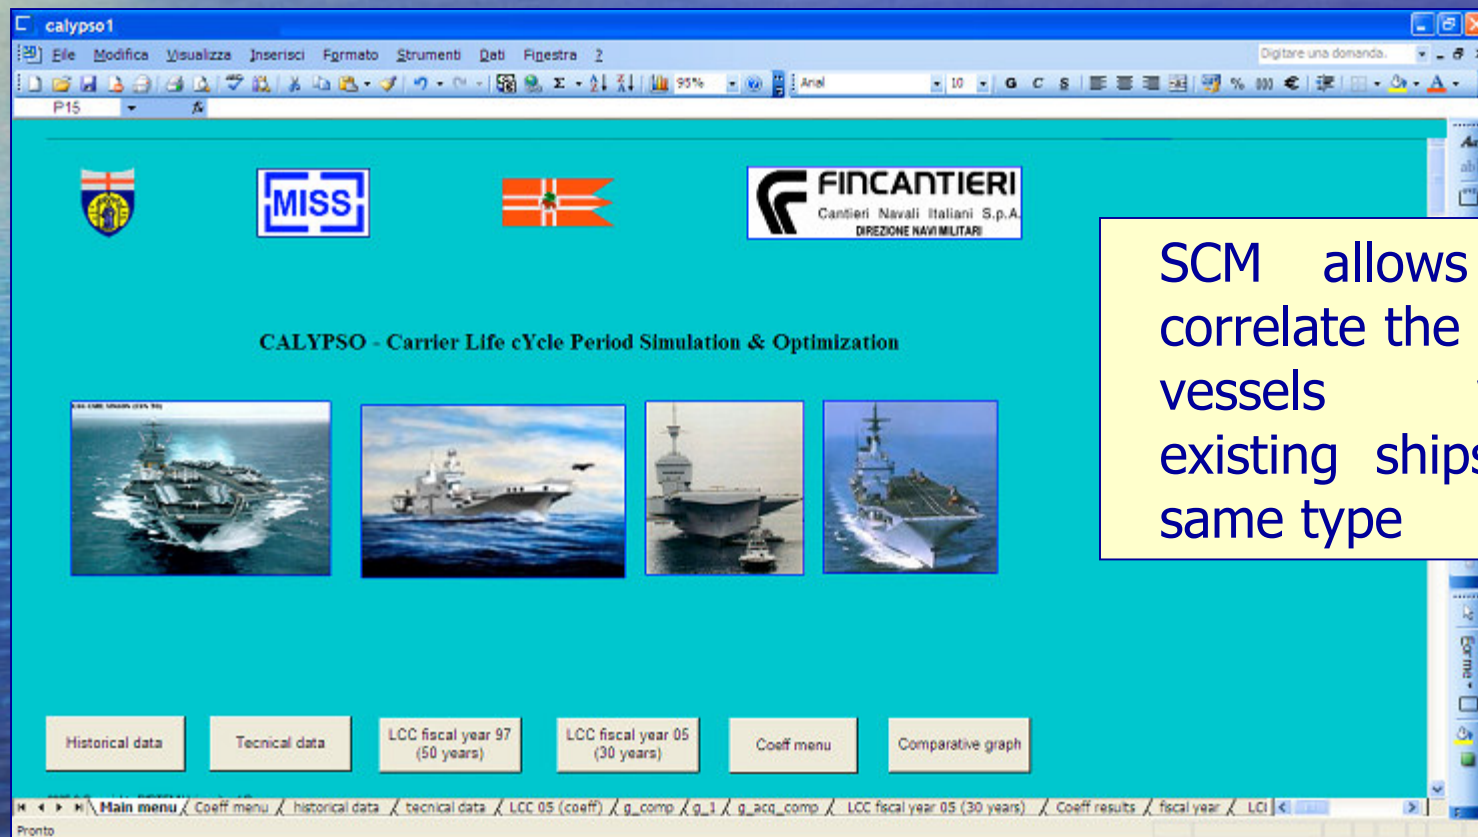 calypso1
File Modifica Visualizza Inserisci Formato Strumenti Dati Finestra ?
Digitare una domanda.
95% Arial 10 G C S % 000 €
P15 fx
MISS
FINCANTIERI
Cantieri Navali Italiani S.p.A.
DIREZIONE NAVI MILITARI
SCM allows
correlate the
vessels
existing ships
same type
CALYPSO - Carrier Life cYcle Period Simulation & Optimization
Forme
Historical data
Tecnical data
LCC fiscal year 97
(50 years)
LCC fiscal year 05
(30 years)
Coeff menu
Comparative graph
Main menu / Coeff menu / historical data / tecnical data / LCC 05 (coeff) / g_comp / g_1 / g_acq_comp / LCC fiscal year 05 (30 years) / Coeff results / fiscal year / LCI
Pronto